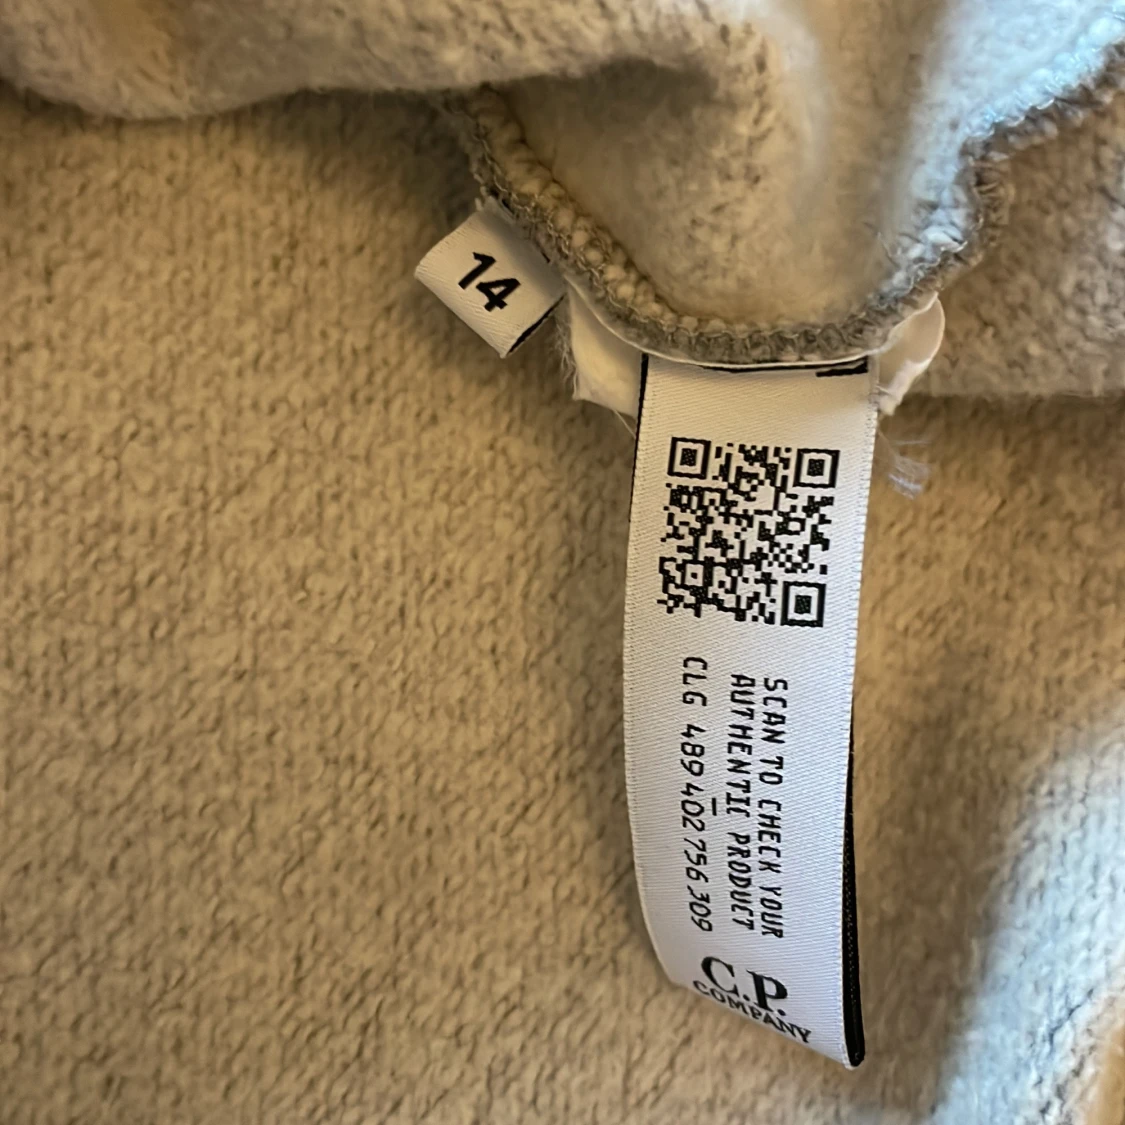 14
SCAN TO CHECK YOUR
AUTHENTIC PRODUCT
CLG 489 402 756 309
C.P.
COMPANY